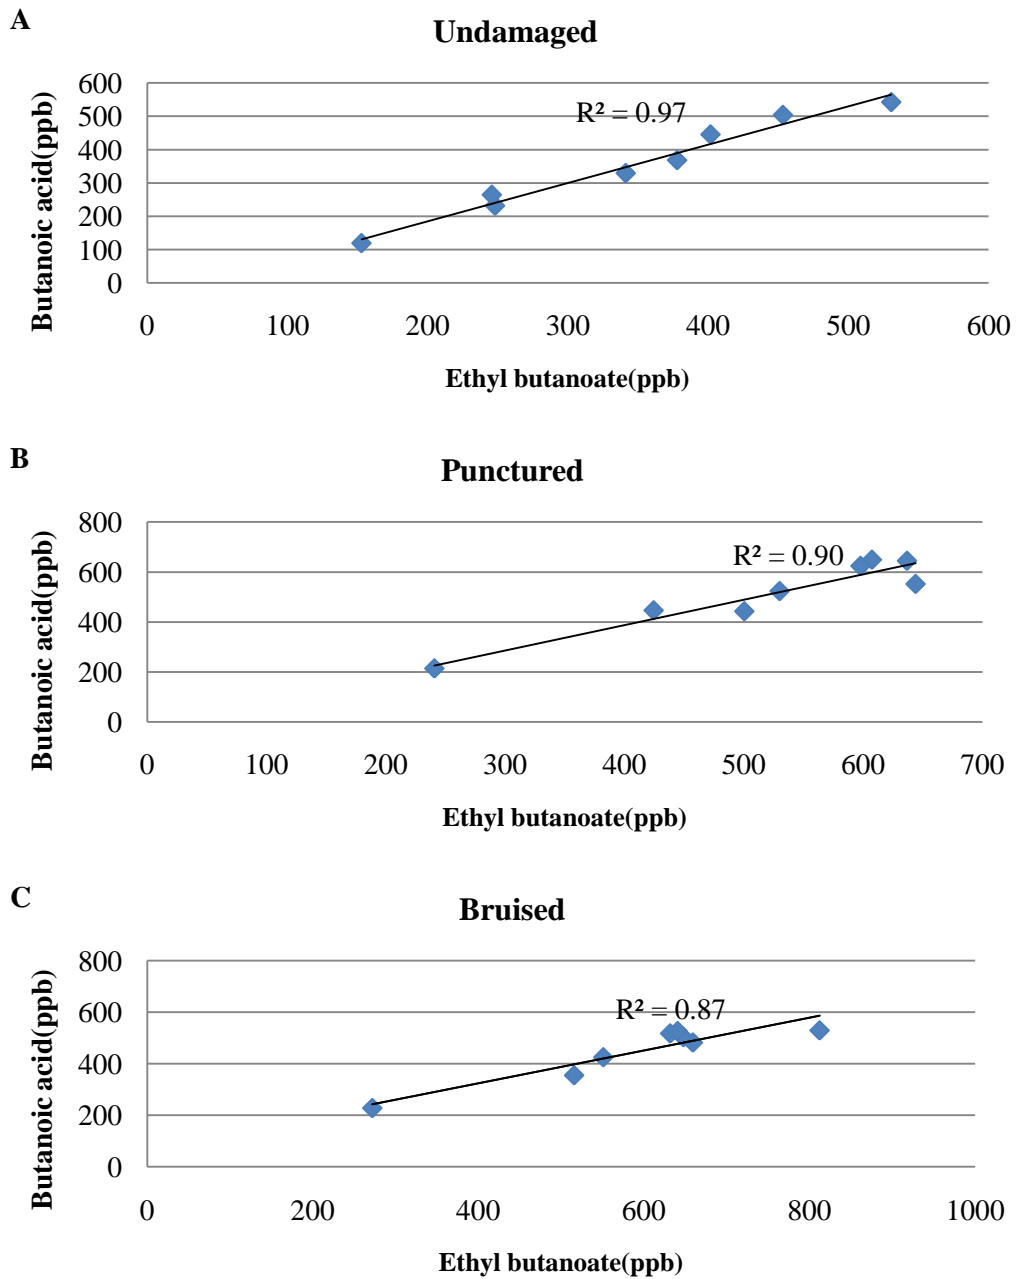 A
Undamaged
600
500
400
300
200
100
0
R² = 0.97
Butanoic acid(ppb)
0 100 200 300 400 500 600
Ethyl butanoate(ppb)
B
Punctured
800
600
400
200
0
R² = 0.90
Butanoic acid(ppb)
0 100 200 300 400 500 600 700
Ethyl butanoate(ppb)
C
Bruised
800
600
400
200
0
R² = 0.87
Butanoic acid(ppb)
0 200 400 600 800 1000
Ethyl butanoate(ppb)